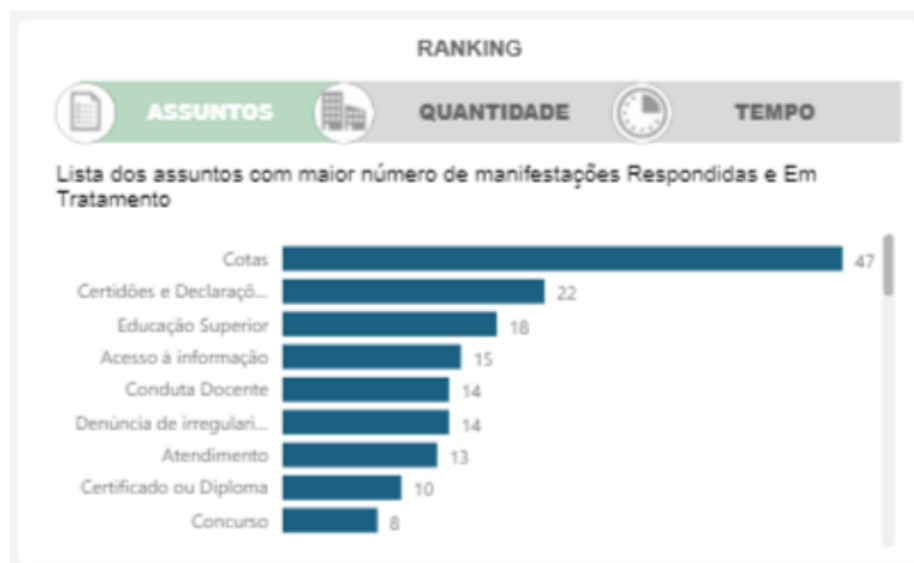 RANKING
ASSUNTOS QUANTIDADE TEMPO
Lista dos assuntos com maior número de manifestações Respondidas e Em
Tratamento
Cotas 47
Certidões e Declaraçõ... 22
Educação Superior 18
Acesso à informação 15
Conduta Docente 14
Denúncia de irregulari... 14
Atendimento 13
Certificado ou Diploma 10
Concurso 8